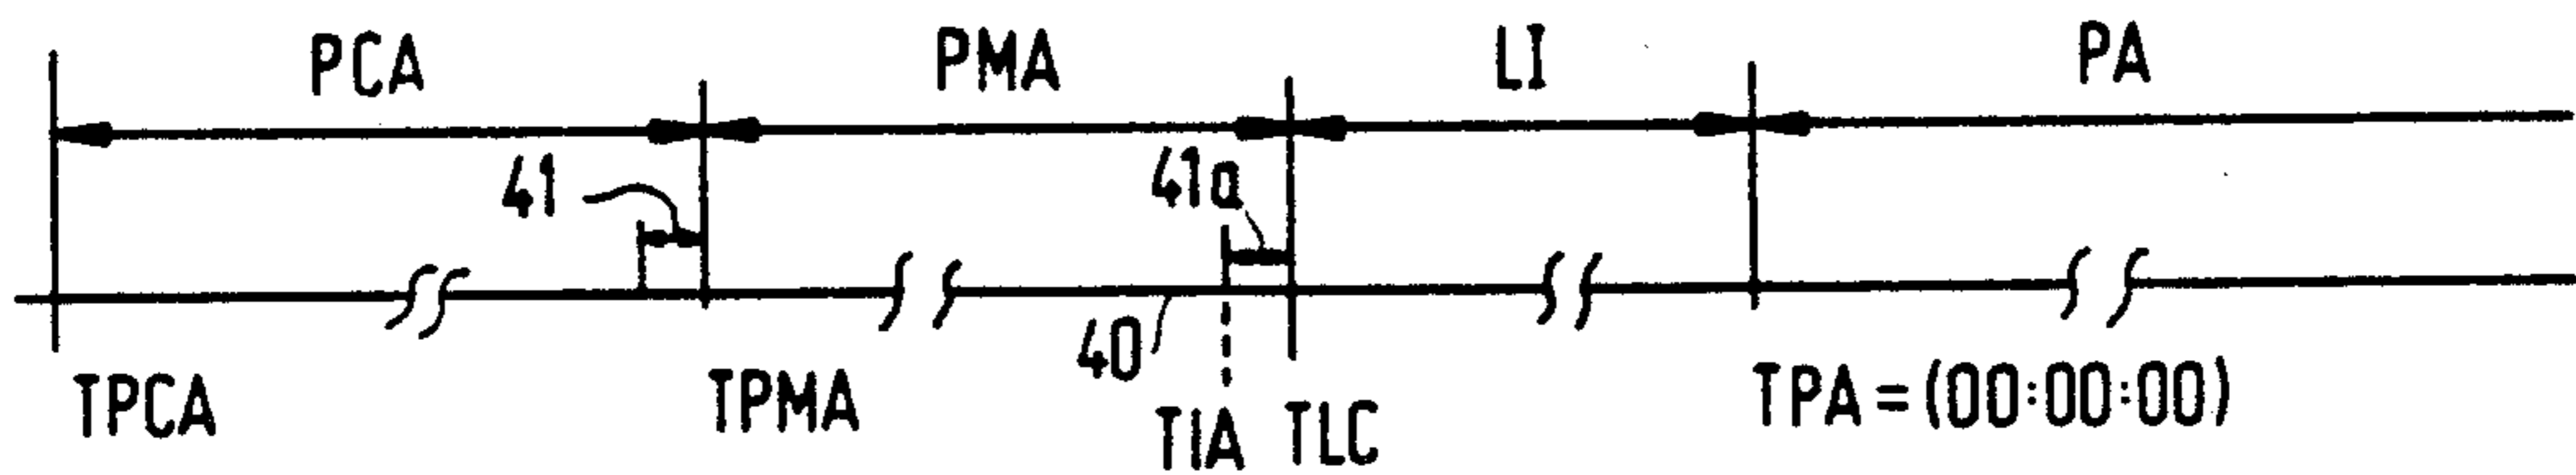 PCA PMA LI PA
41 41a
40
TPCA TPMA TIA TLC TPA = (00:00:00)